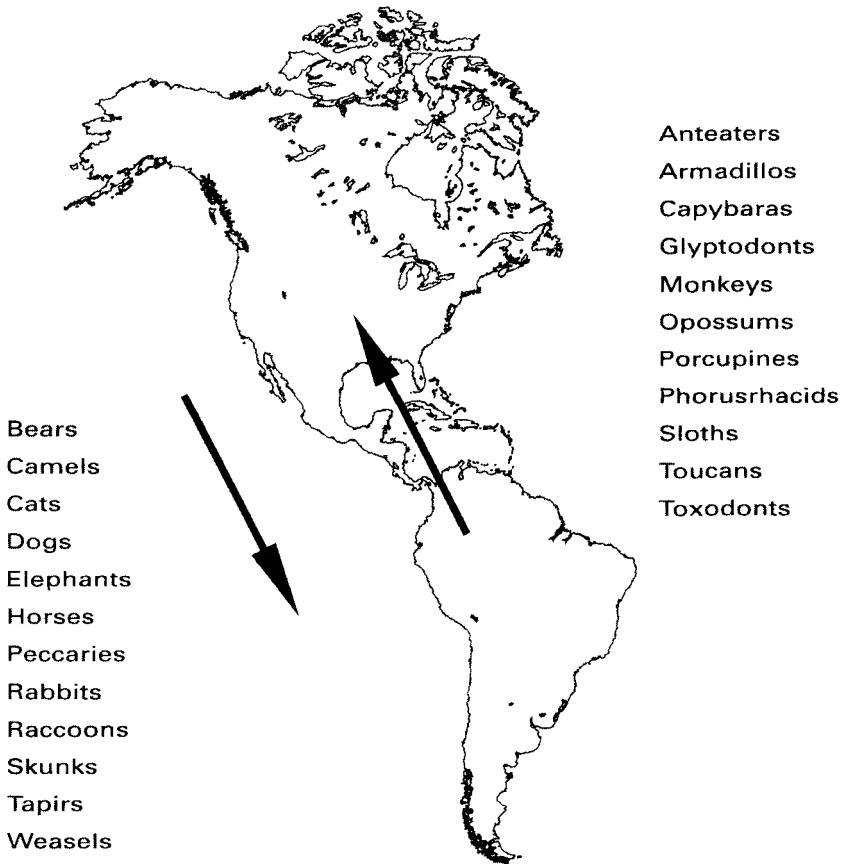 Anteaters
Armadillos
Capybaras
Glyptodonts
Monkeys
Opossums
Porcupines
Phorusrhacids
Sloths
Toucans
Toxodonts
Bears
Camels
Cats
Dogs
Elephants
Horses
Peccaries
Rabbits
Raccoons
Skunks
Tapirs
Weasels